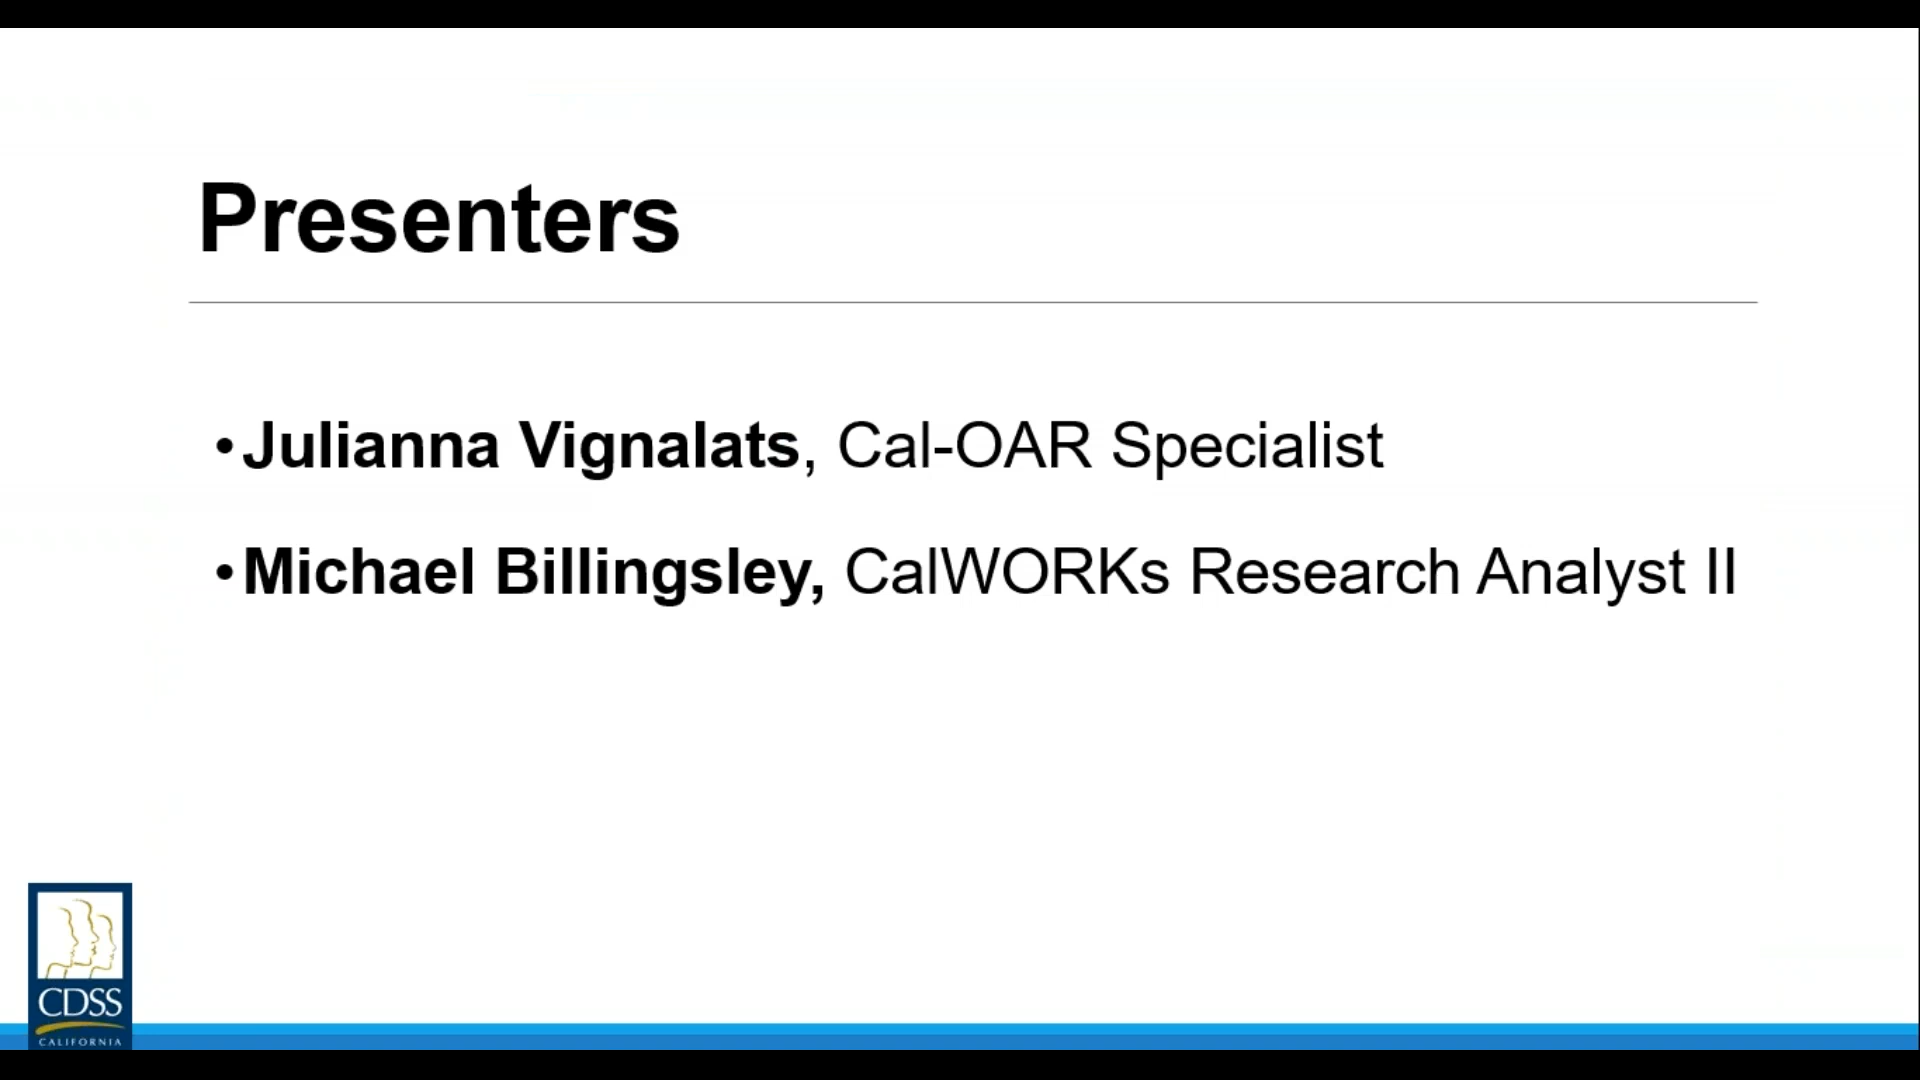 Presenters
•Julianna Vignalats, Cal-OAR Specialist
•Michael Billingsley, CalWORKs Research Analyst II
CDSS
CALIFORNIA